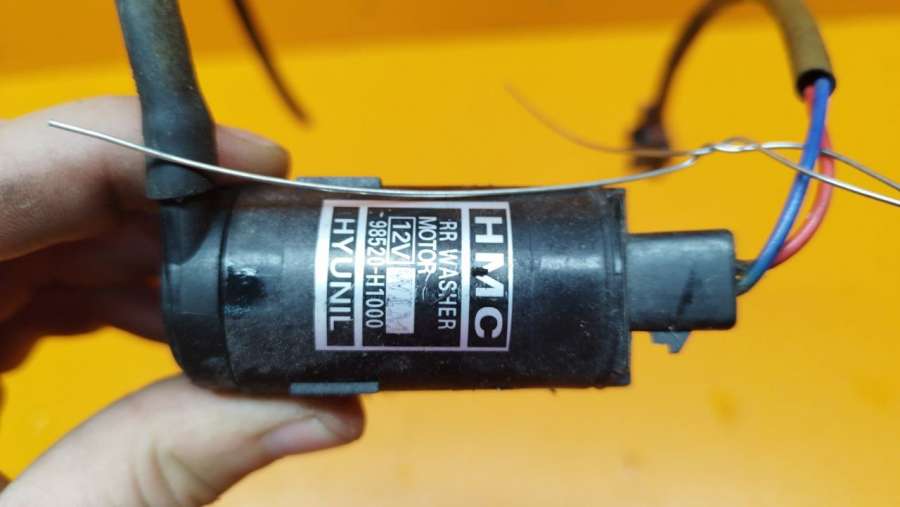 HMC
RR WASHER
MOTOR
12V
98520-H1000
HYUNIL